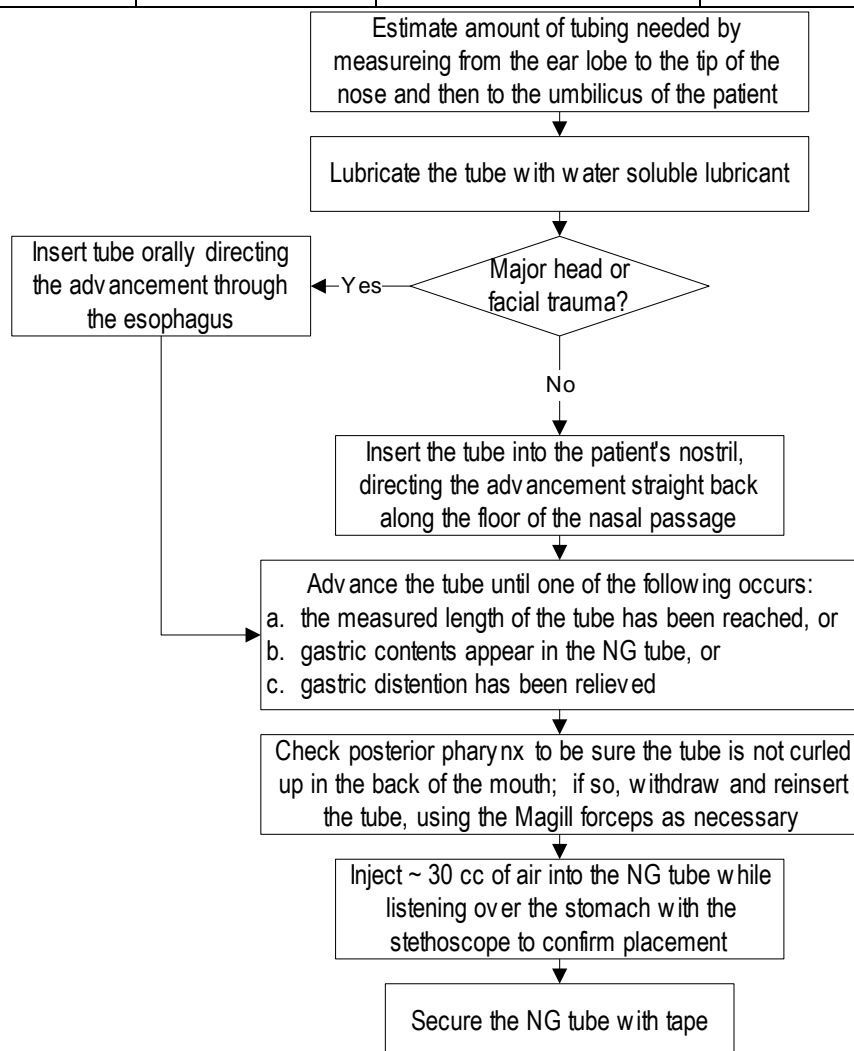 Estimate amount of tubing needed by
measureing from the ear lobe to the tip of the
nose and then to the umbilicus of the patient
Lubricate the tube with water soluble lubricant
Major head or
facial trauma?
Yes
Insert tube orally directing
the advancement through
the esophagus
No
Insert the tube into the patient's nostril,
directing the advancement straight back
along the floor of the nasal passage
Advance the tube until one of the following occurs:
a. the measured length of the tube has been reached, or
b. gastric contents appear in the NG tube, or
c. gastric distention has been relieved
Check posterior pharynx to be sure the tube is not curled
up in the back of the mouth; if so, withdraw and reinsert
the tube, using the Magill forceps as necessary
Inject ~ 30 cc of air into the NG tube while
listening over the stomach with the
stethoscope to confirm placement
Secure the NG tube with tape